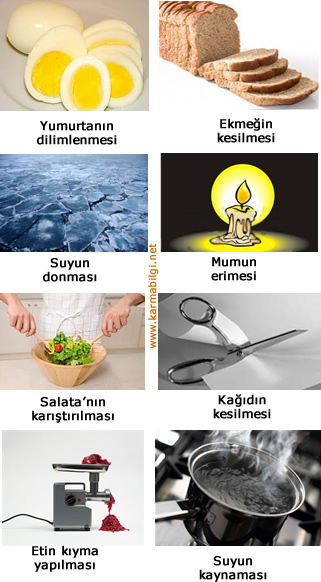 Yumurtanın
dilimlenmesi
Ekmeğin
kesilmesi
Suyun
donması
Mumun
erimesi
www.karmabilgi.net
Salata’nın
karıştırılması
Kağıdın
kesilmesi
Etin kıyma
yapılması
Suyun
kaynaması